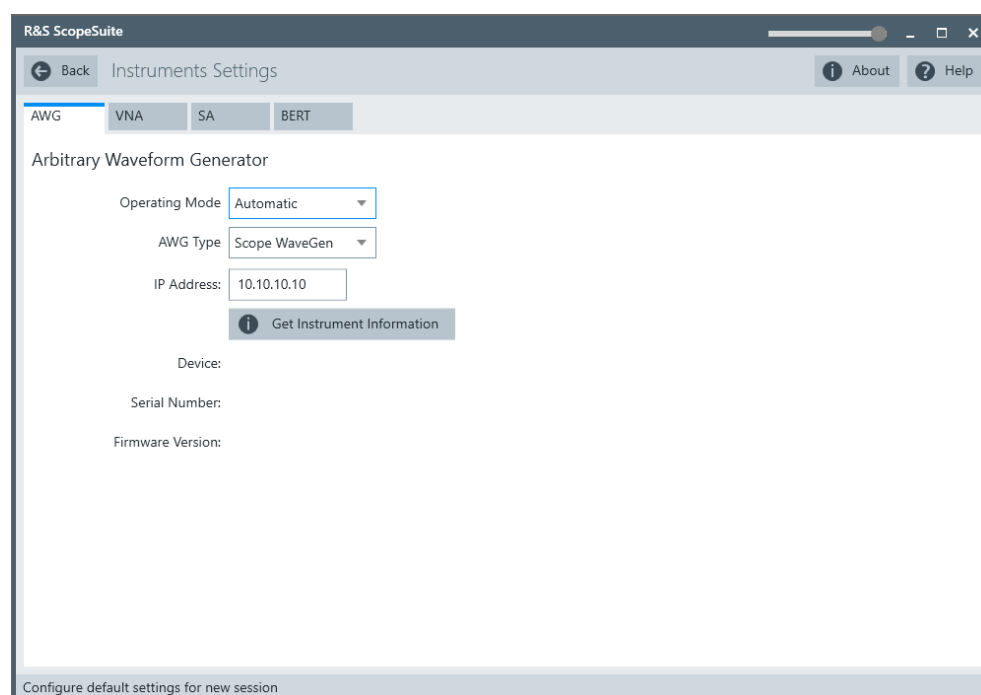 R&S ScopeSuite
Back Instruments Settings About Help
AWG VNA SA BERT
Arbitrary Waveform Generator
Operating Mode Automatic
AWG Type Scope WaveGen
IP Address: 10.10.10.10
Get Instrument Information
Device:
Serial Number:
Firmware Version:
Configure default settings for new session